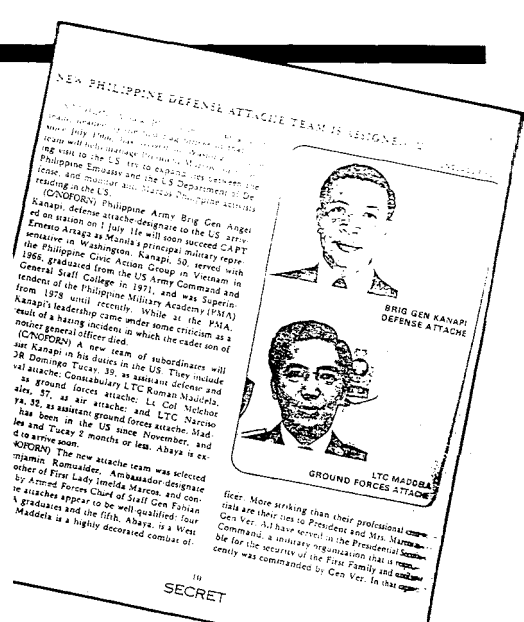 NEW PHILIPPINE DEFENSE ATTACHE TEAM IS ASSIGNED
since July 1966, has
team will help manage President Marcos'
ing visit to the US, try to expand ties between the
Philippine Embassy and the US Department of De-
fense, and monitor anti-Marcos Philippine activists
residing in the US.
(C/NOFORN) Philippine Army Brig Gen Angel
Kanapi, defense attache-designate to the US arriv-
ed on station on 1 July. He will soon succeed CAPT
Ernesto Arzaga as Manila's principal military repre-
sentative in Washington. Kanapi, 50, served with
the Philippine Civic Action Group in Vietnam in
1966, graduated from the US Army Command and
General Staff College in 1971, and was Superin-
tendent of the Philippine Military Academy (PMA)
from 1978 until recently. While at the PMA,
Kanapi's leadership came under some criticism as a
result of a hazing incident in which the cadet son of
nother general officer died.
(C/NOFORN) A new team of subordinates will
sist Kanapi in his duties in the US. They include
DR Domingo Tucay, 39, as assistant defense and
val attache; Constabulary LTC Roman Maddela,
as ground forces attache; Lt Col Melchor
ales, 37, as air attache; and LTC Narciso
ya, 32, as assistant ground forces attache. Mad-
has been in the US since November, and
les and Tucay 2 months or less. Abaya is ex-
d to arrive soon.
NOFORN) The new attache team was selected
njamin Romualdez, Ambassador-designate
other of First Lady Imelda Marcos, and con-
by Armed Forces Chief of Staff Gen Fabian
e attaches appear to be well-qualified: four
A graduates and the fifth, Abaya, is a West
Maddela is a highly decorated combat of-
BRIG GEN KANAPI
DEFENSE ATTACHE
LTC MADDELA
GROUND FORCES ATTACHE
ficer. More striking than their professional
tials are their ties to President and Mrs. Marcos
Gen Ver. All have served in the Presidential
Command, a military organization that is
ble for the security of the First Family and
cently was commanded by Gen Ver. In that
SECRET